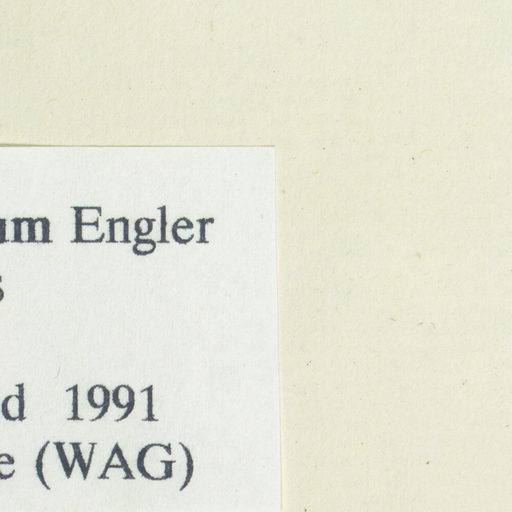 um Engler
s
d 1991
e (WAG)